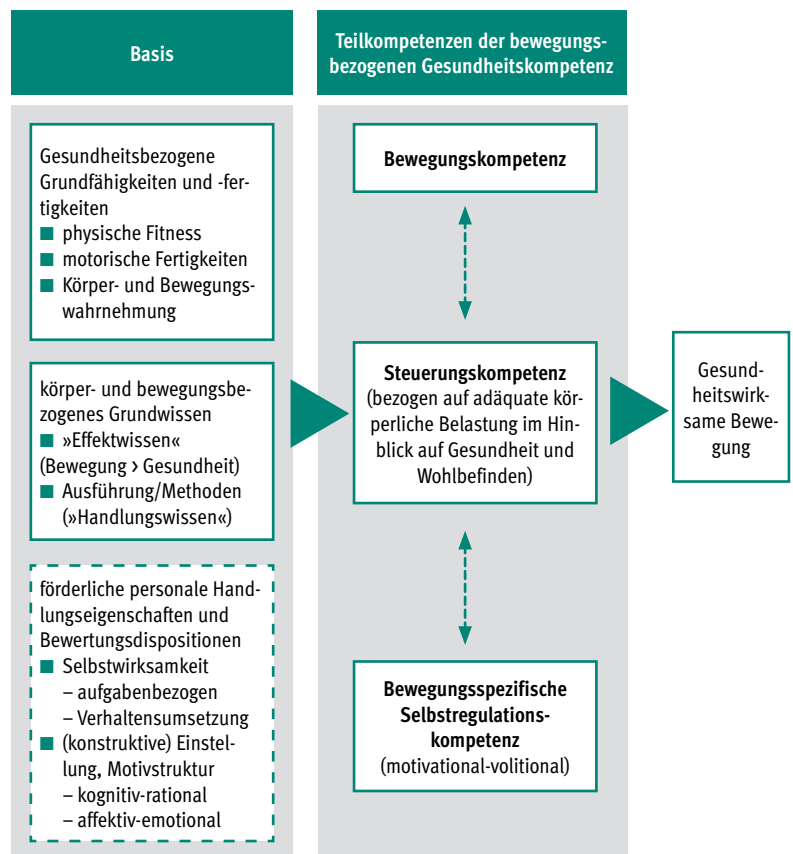 Basis
Teilkompetenzen der bewegungs-
bezogenen Gesundheitskompetenz
Gesundheitsbezogene
Grundfähigkeiten und -fer-
tigkeiten
■ physische Fitness
■ motorische Fertigkeiten
■ Körper- und Bewegungs-
wahrnehmung
körper- und bewegungsbe-
zogenes Grundwissen
■ »Effektwissen«
(Bewegung > Gesundheit)
■ Ausführung/Methoden
(»Handlungswissen«)
förderliche personale Hand-
lungseigenschaften und
Bewertungsdispositionen
■ Selbstwirksamkeit
– aufgabenbezogen
– Verhaltensumsetzung
■ (konstruktive) Einstel-
lung, Motivstruktur
– kognitiv-rational
– affektiv-emotional
Bewegungskompetenz
Steuerungskompetenz
(bezogen auf adäquate kör-
perliche Belastung im Hin-
blick auf Gesundheit und
Wohlbefinden)
Bewegungsspezifische
Selbstregulations-
kompetenz
(motivational-volitional)
Gesund-
heitswirk-
same Bewe-
gung